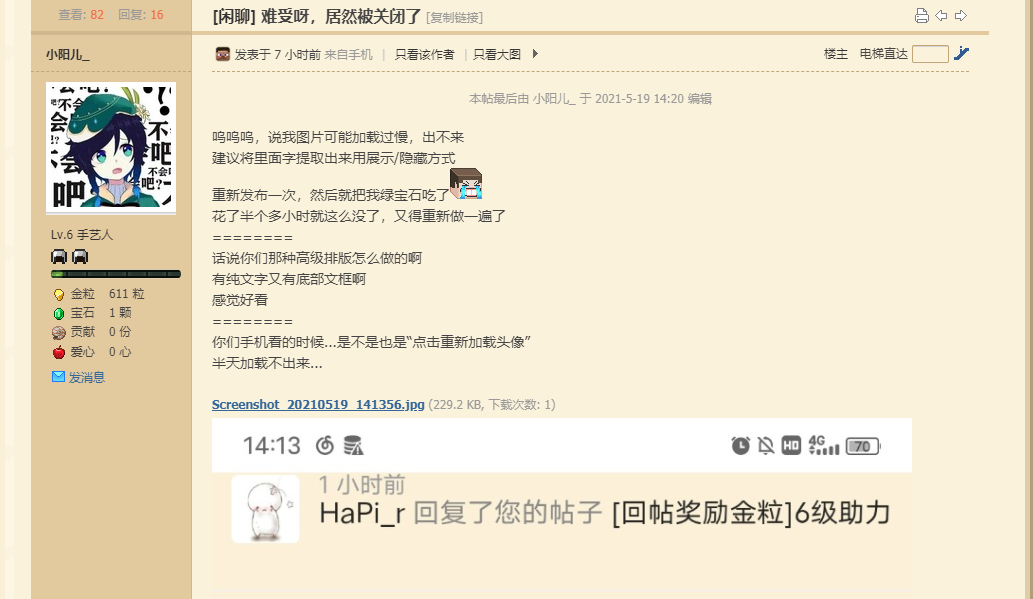 查看: 82 回复: 16
[闲聊] 难受呀，居然被关闭了 [复制链接]
小阳儿_
发表于 7 小时前 来自手机 | 只看该作者 | 只看大图
楼主 电梯直达
本帖最后由 小阳儿_ 于 2021-5-19 14:20 编辑
呜呜呜，说我图片可能加载过慢，出不来
建议将里面字提取出来用展示/隐藏方式
重新发布一次，然后就把我绿宝石吃了
花了半个多小时就这么没了，又得重新做一遍了
========
话说你们那种高级排版怎么做的啊
有纯文字又有底部文框啊
感觉好看
========
你们手机看的时候...是不是也是“点击重新加载头像”
半天加载不出来...
不会吧
Lv.6 手艺人
金粒 611 粒
宝石 1 颗
贡献 0 份
爱心 0 心
发消息
Screenshot_20210519_141356.jpg (229.2 KB, 下载次数: 1)
14:13
HD 4G 70
1 小时前
HaPi_r 回复了您的帖子 [回帖奖励金粒]6级助力